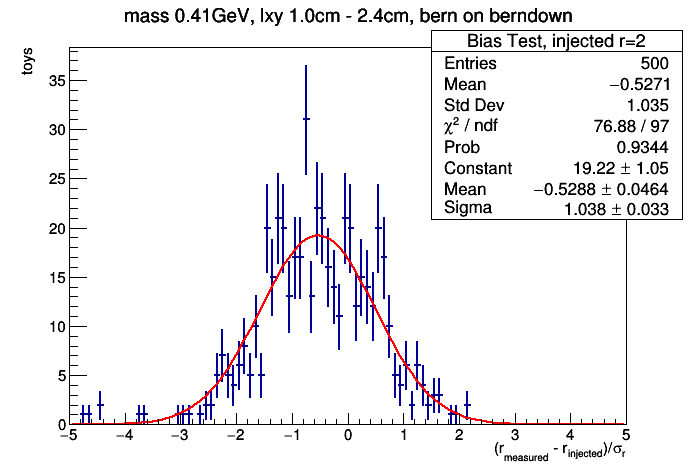 mass 0.41GeV, lxy 1.0cm - 2.4cm, bern on berndown
Bias Test, injected r=2
Entries 500
Mean −0.5271
Std Dev 1.035
χ² / ndf 76.88 / 97
Prob 0.9344
Constant 19.22 ± 1.05
Mean −0.5288 ± 0.0464
Sigma 1.038 ± 0.033
toys
35
30
25
20
15
10
5
0
−5 −4 −3 −2 −1 0 1 2 3 4 5
(r_measured - r_injected)/σ_r